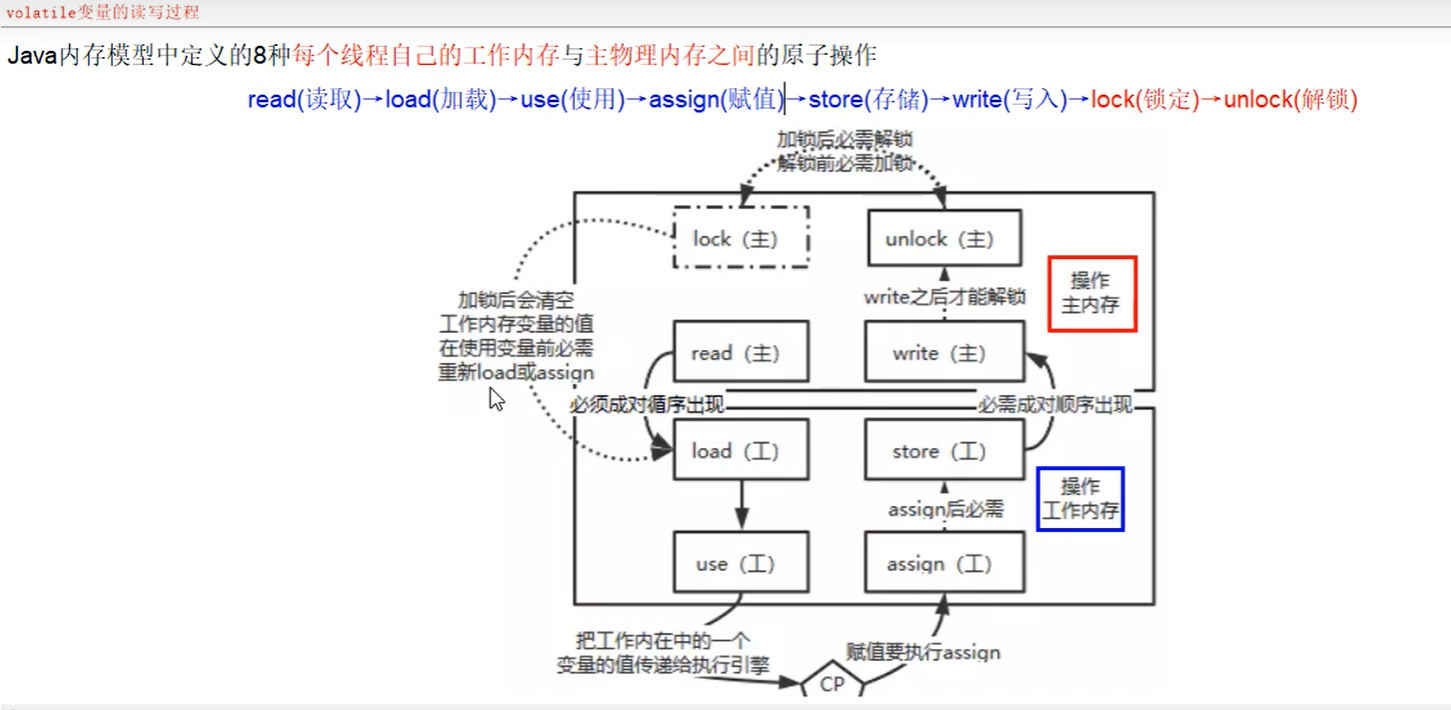 volatile变量的读写过程
Java内存模型中定义的8种每个线程自己的工作内存与主物理内存之间的原子操作
read(读取)→load(加载)→use(使用)→assign(赋值)→store(存储)→write(写入)→lock(锁定)→unlock(解锁)
加锁后必需解锁
解锁前必需加锁
lock（主）
unlock（主）
操作
主内存
加锁后会清空
工作内存变量的值
在使用变量前必需
重新load或assign
write之后才能解锁
read（主）
write（主）
必须成对循序出现
必需成对顺序出现
load（工）
store（工）
操作
工作内存
assign后必需
use（工）
assign（工）
把工作内在中的一个
变量的值传递给执行引擎
赋值要执行assign
CP